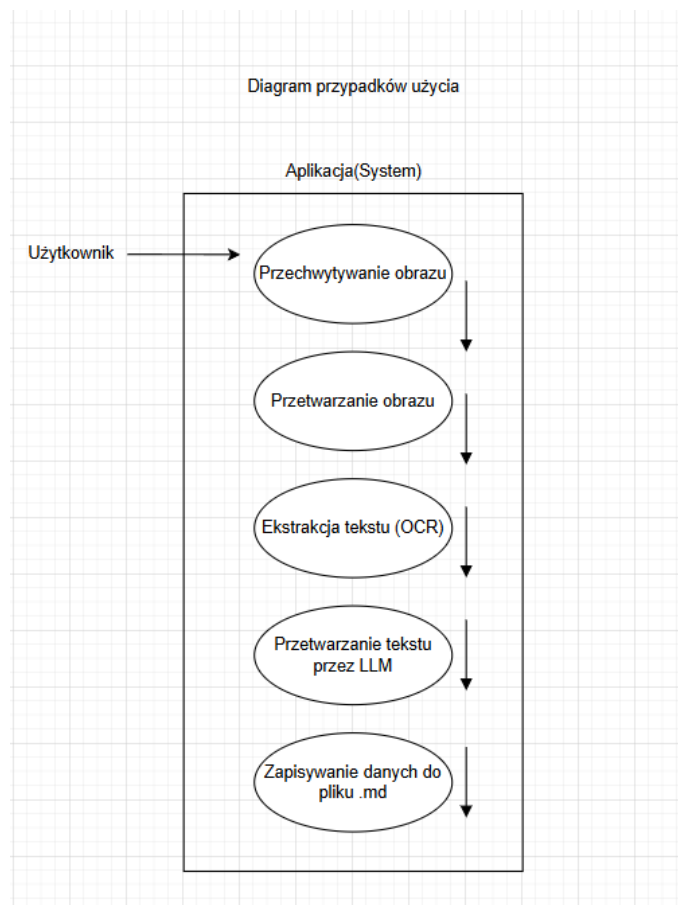 Diagram przypadków użycia
Aplikacja(System)
Użytkownik
Przechwytywanie obrazu
Przetwarzanie obrazu
Ekstrakcja tekstu (OCR)
Przetwarzanie tekstu
przez LLM
Zapisywanie danych do
pliku .md